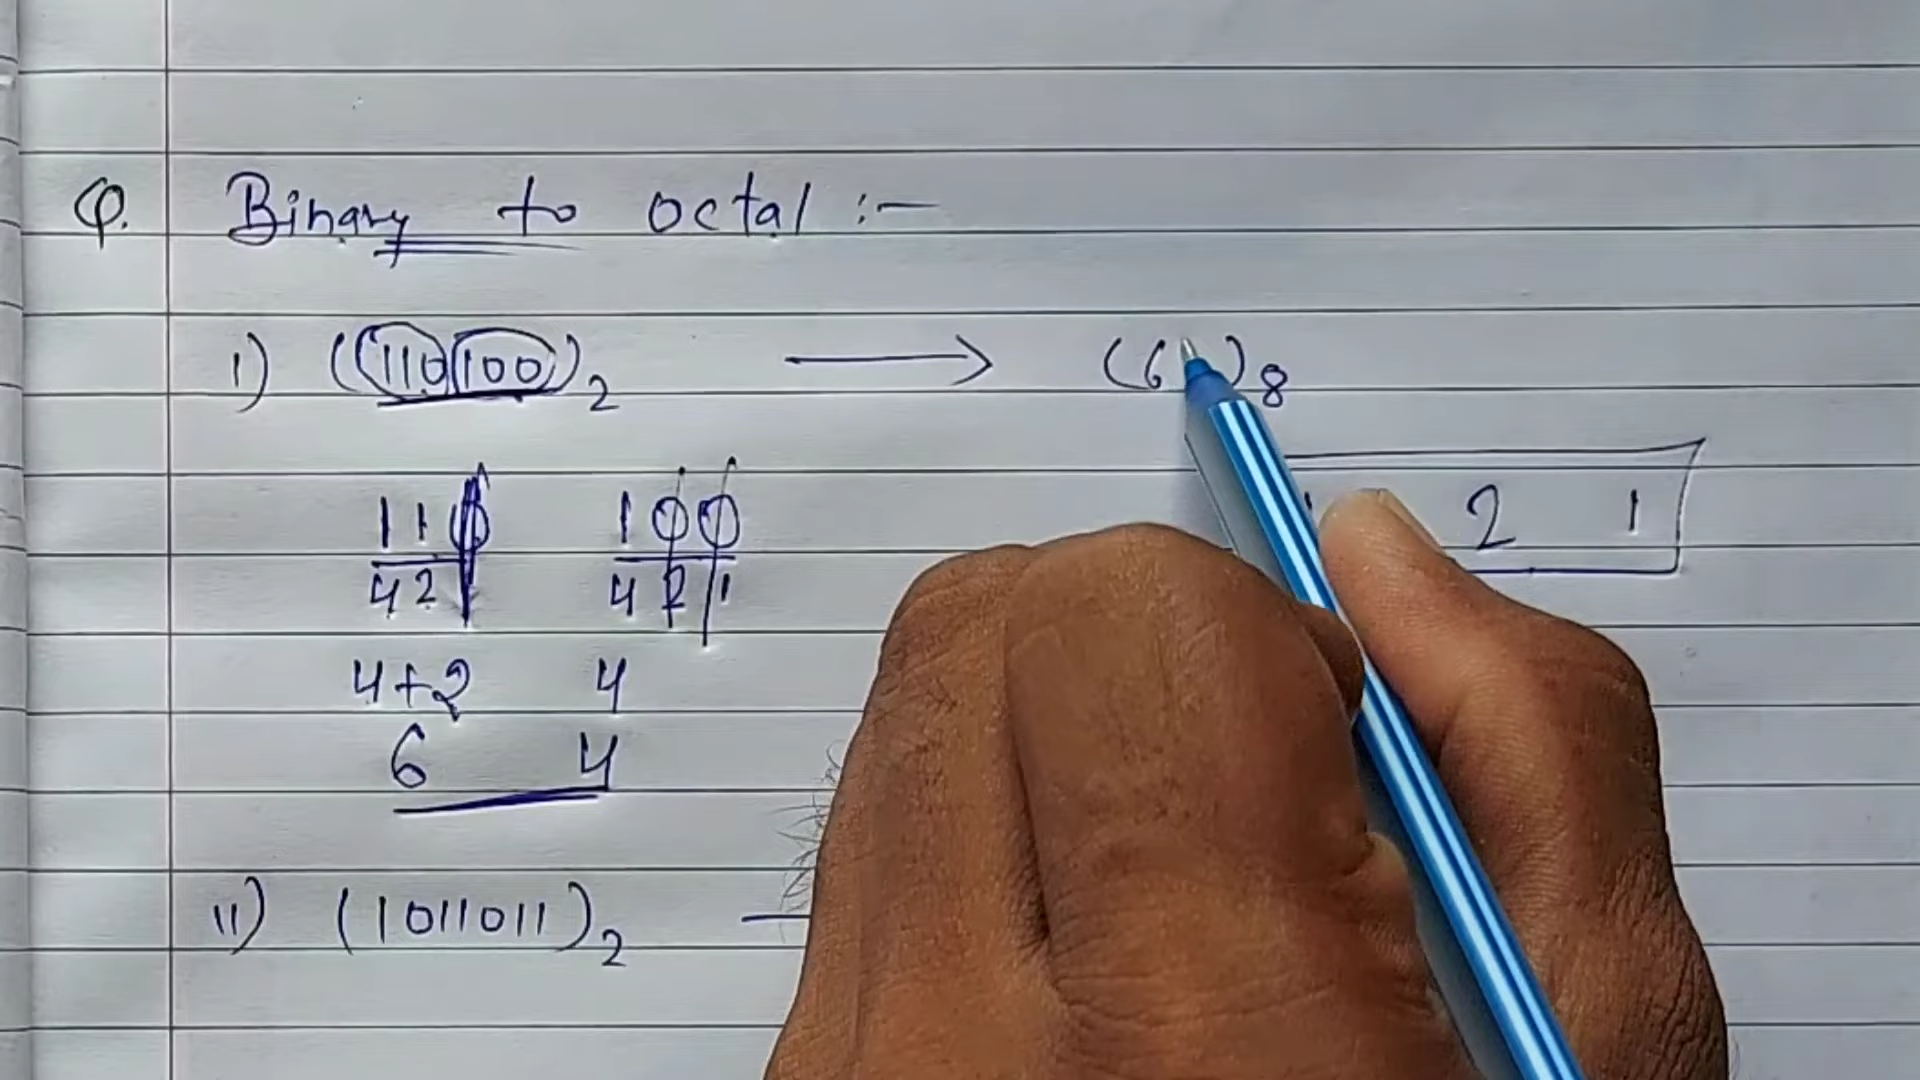 Q. Binary to octal :-
1) (110100)2 → (6 )8
2 1
110 100
42 421
4+2 4
6 4
11) (1011011)2 —